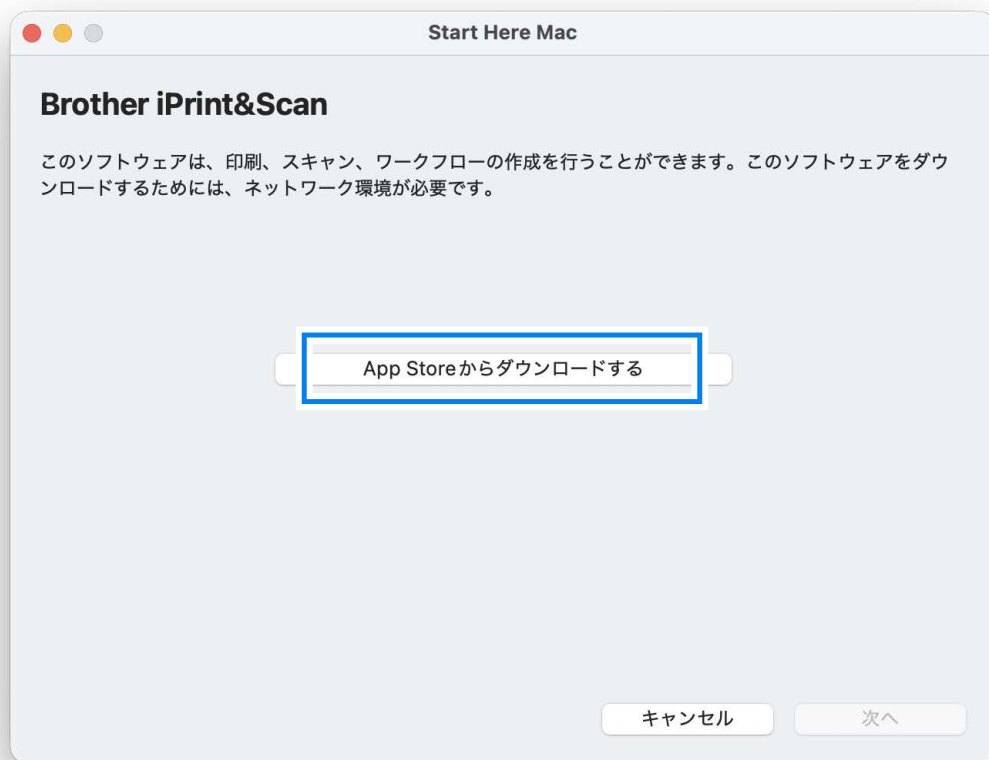 Start Here Mac
Brother iPrint&Scan
このソフトウェアは、印刷、スキャン、ワークフローの作成を行うことができます。このソフトウェアをダウ
ンロードするためには、ネットワーク環境が必要です。
App Storeからダウンロードする
キャンセル
次へ